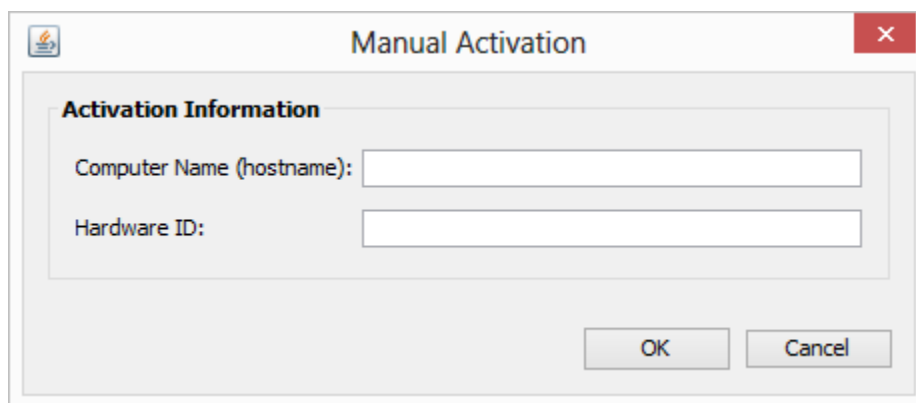 Manual Activation
Activation Information
Computer Name (hostname):
Hardware ID:
OK Cancel